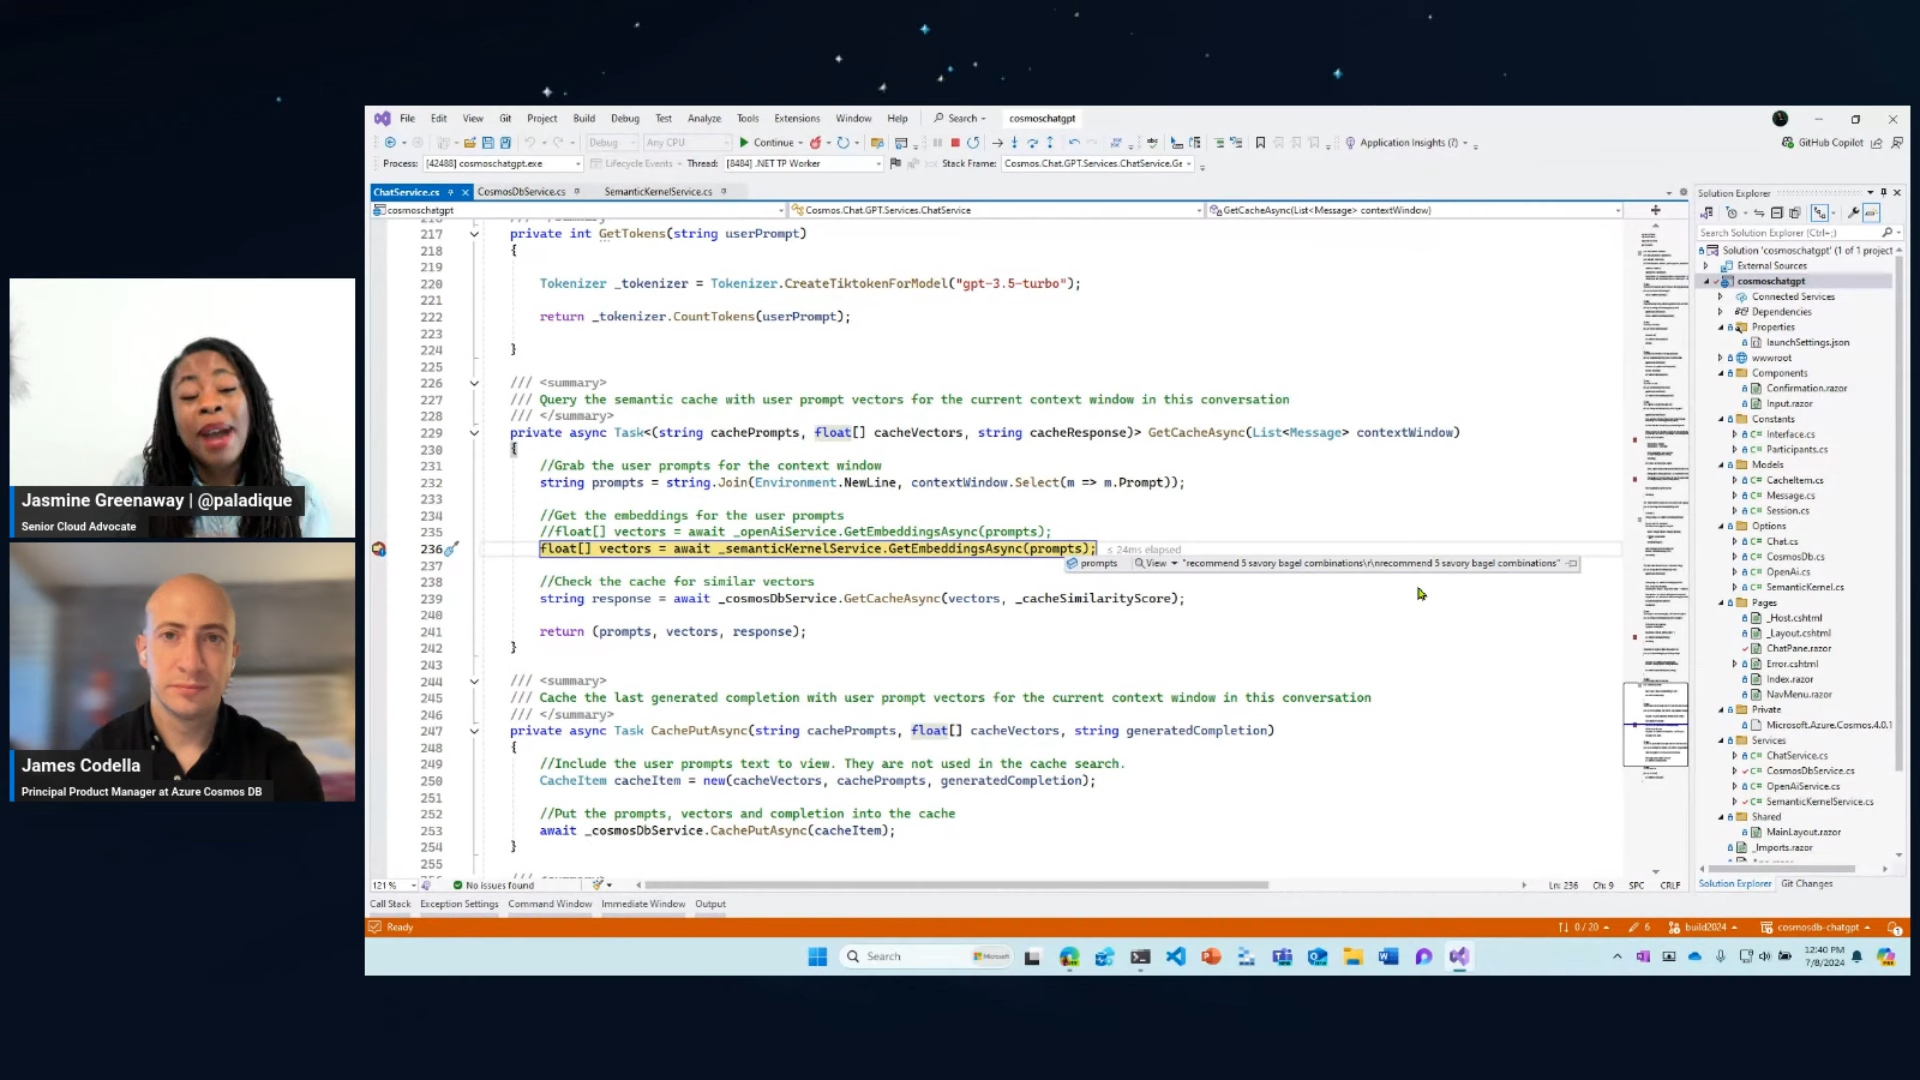 File Edit View Git Project Build Debug Test Analyze Tools Extensions Window Help Search cosmoschatgpt
Debug Any CPU Continue Application Insights (?) GitHub Copilot
Process: [42488] cosmoschatgpt.exe Lifecycle Events Thread: [8484] .NET TP Worker Stack Frame: Cosmos.Chat.GPT.Services.ChatService.Ge
ChatService.cs CosmosDbService.cs SemanticKernelService.cs
cosmoschatgpt Cosmos.Chat.GPT.Services.ChatService GetCacheAsync(List<Message> contextWindow)
217 private int GetTokens(string userPrompt)
218 {
219
220 Tokenizer _tokenizer = Tokenizer.CreateTiktokenForModel("gpt-3.5-turbo");
221
222 return _tokenizer.CountTokens(userPrompt);
223
224 }
225
226 /// <summary>
227 /// Query the semantic cache with user prompt vectors for the current context window in this conversation
228 /// </summary>
229 private async Task<(string cachePrompts, float[] cacheVectors, string cacheResponse)> GetCacheAsync(List<Message> contextWindow)
230 {
231 //Grab the user prompts for the context window
232 string prompts = string.Join(Environment.NewLine, contextWindow.Select(m => m.Prompt));
233
234 //Get the embeddings for the user prompts
235 //float[] vectors = await _openAiService.GetEmbeddingsAsync(prompts);
236 float[] vectors = await _semanticKernelService.GetEmbeddingsAsync(prompts); ≤ 24ms elapsed
237 prompts View "recommend 5 savory bagel combinations\r\nrecommend 5 savory bagel combinations"
238 //Check the cache for similar vectors
239 string response = await _cosmosDbService.GetCacheAsync(vectors, _cacheSimilarityScore);
240
241 return (prompts, vectors, response);
242 }
243
244 /// <summary>
245 /// Cache the last generated completion with user prompt vectors for the current context window in this conversation
246 /// </summary>
247 private async Task CachePutAsync(string cachePrompts, float[] cacheVectors, string generatedCompletion)
248 {
249 //Include the user prompts text to view. They are not used in the cache search.
250 CacheItem cacheItem = new(cacheVectors, cachePrompts, generatedCompletion);
251
252 //Put the prompts, vectors and completion into the cache
253 await _cosmosDbService.CachePutAsync(cacheItem);
254 }
255
121 % No issues found Ln: 236 Ch: 9 SPC CRLF
Call Stack Exception Settings Command Window Immediate Window Output
Ready 0 / 20 6 build2024 cosmosdb-chatgpt
Solution Explorer
Search Solution Explorer (Ctrl+;)
Solution 'cosmoschatgpt' (1 of 1 project
External Sources
cosmoschatgpt
Connected Services
Dependencies
Properties
launchSettings.json
wwwroot
Components
Confirmation.razor
Input.razor
Constants
Interface.cs
Participants.cs
Models
CacheItem.cs
Message.cs
Session.cs
Options
Chat.cs
CosmosDb.cs
OpenAi.cs
SemanticKernel.cs
Pages
_Host.cshtml
_Layout.cshtml
ChatPane.razor
Error.cshtml
Index.razor
NavMenu.razor
Private
Microsoft.Azure.Cosmos.4.0.1
Services
ChatService.cs
CosmosDbService.cs
OpenAiService.cs
SemanticKernelService.cs
Shared
MainLayout.razor
_Imports.razor
Solution Explorer Git Changes
Search Microsoft
12:40 PM
7/8/2024
Jasmine Greenaway | @paladique
Senior Cloud Advocate
James Codella
Principal Product Manager at Azure Cosmos DB